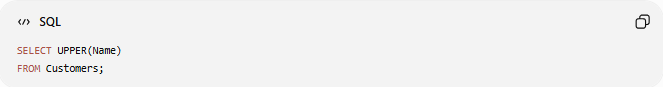 SQL
SELECT UPPER(Name)
FROM Customers;